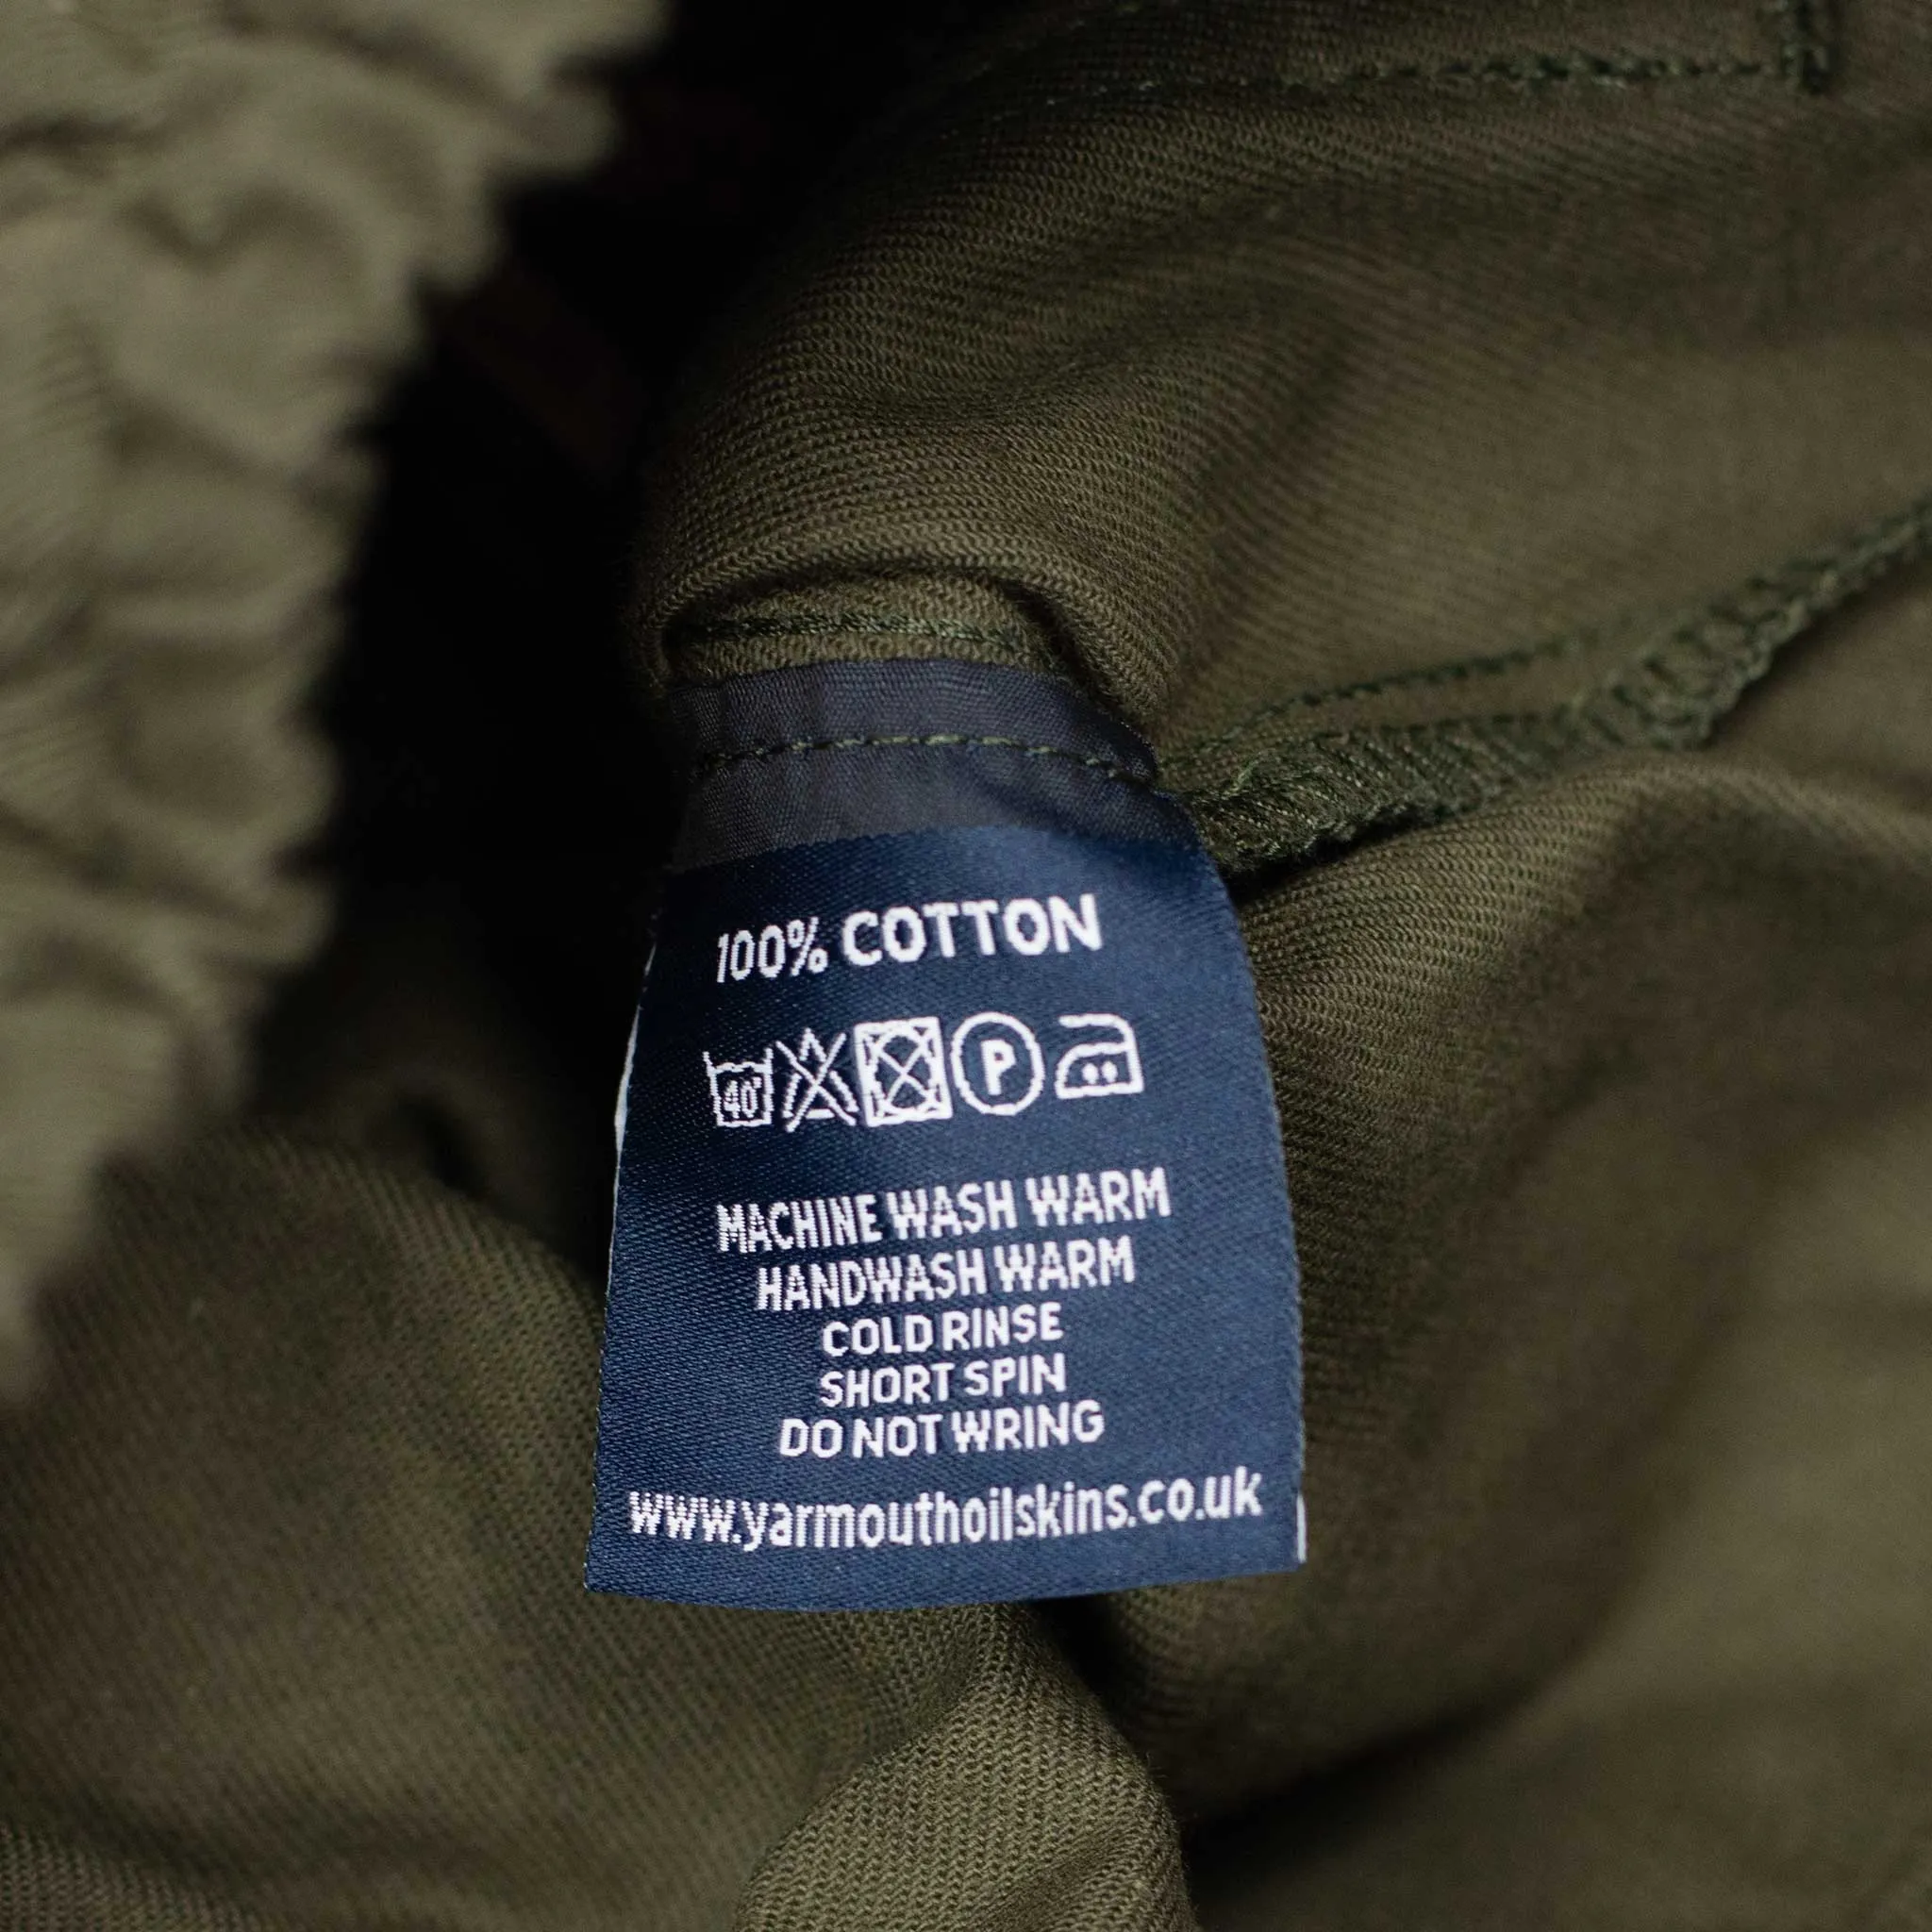 100% COTTON
40° P
MACHINE WASH WARM
HANDWASH WARM
COLD RINSE
SHORT SPIN
DO NOT WRING
www.yarmouthoilskins.co.uk